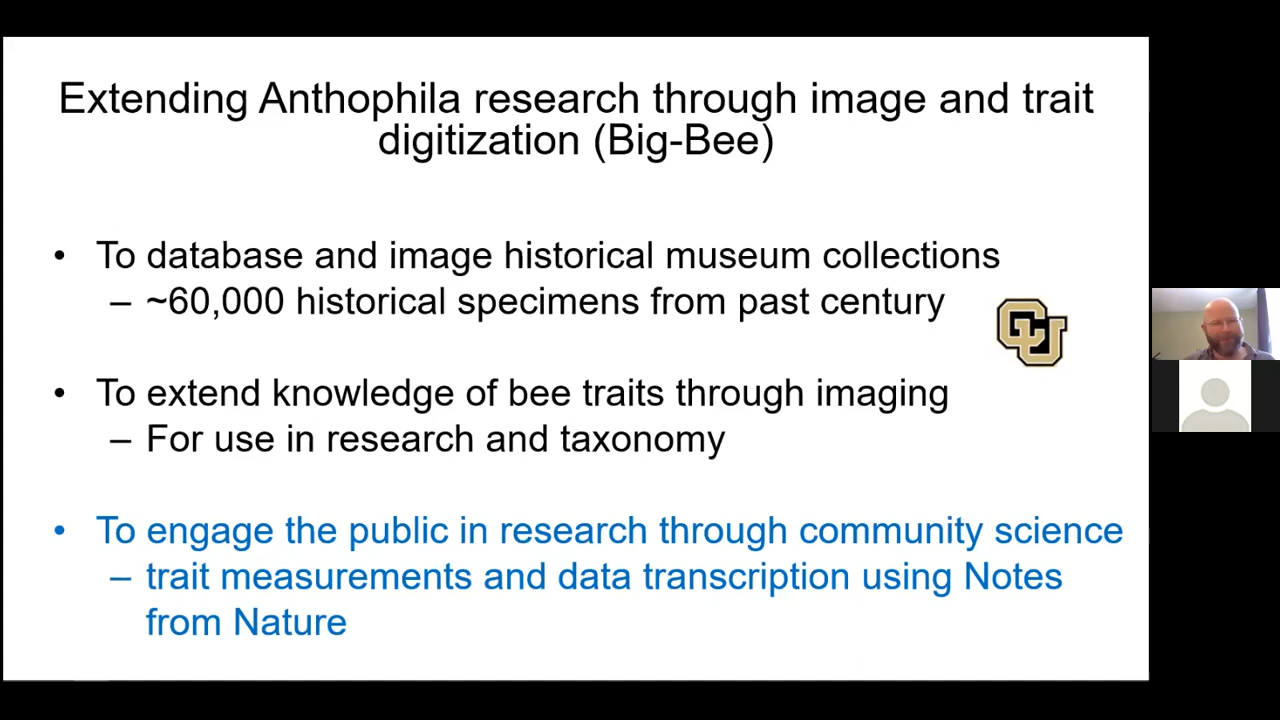 Extending Anthophila research through image and trait
digitization (Big-Bee)
• To database and image historical museum collections
– ~60,000 historical specimens from past century
CU
• To extend knowledge of bee traits through imaging
– For use in research and taxonomy
• To engage the public in research through community science
– trait measurements and data transcription using Notes
from Nature